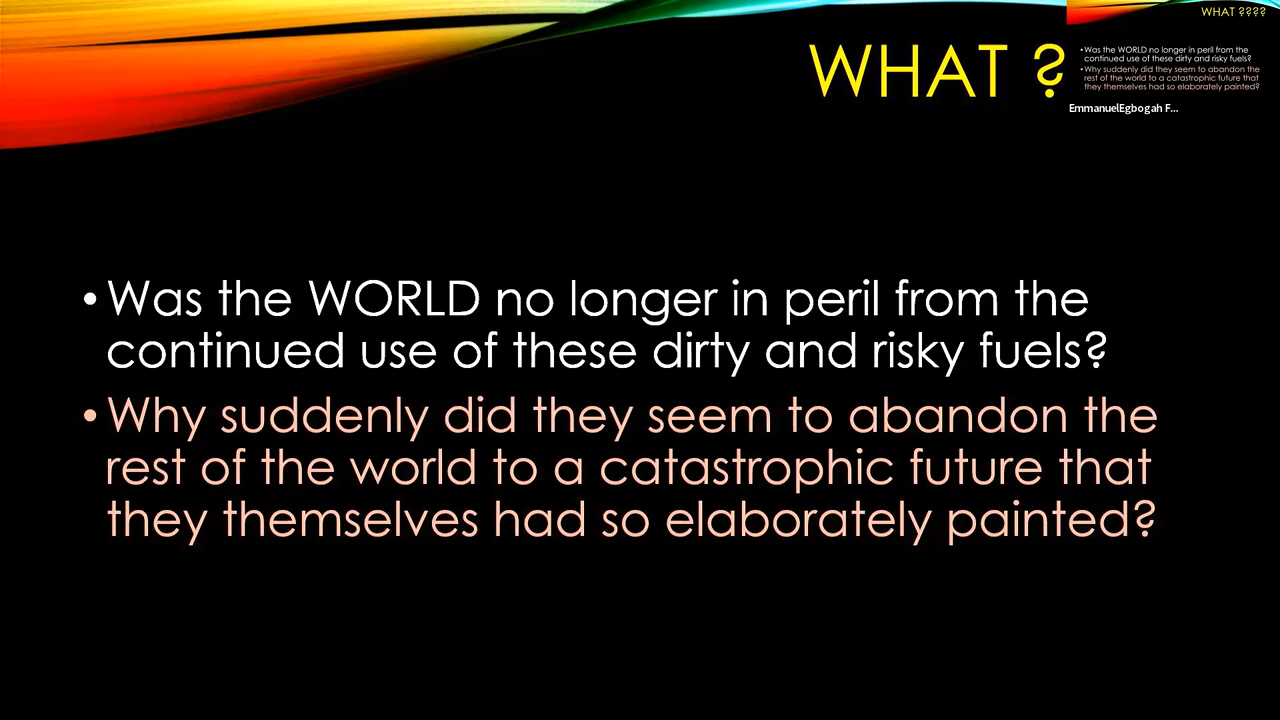 WHAT ?
WHAT ????
•Was the WORLD no longer in peril from the
continued use of these dirty and risky fuels?
•Why suddenly did they seem to abandon the
rest of the world to a catastrophic future that
they themselves had so elaborately painted?
EmmanuelEgbogah F...
•Was the WORLD no longer in peril from the
continued use of these dirty and risky fuels?
•Why suddenly did they seem to abandon the
rest of the world to a catastrophic future that
they themselves had so elaborately painted?